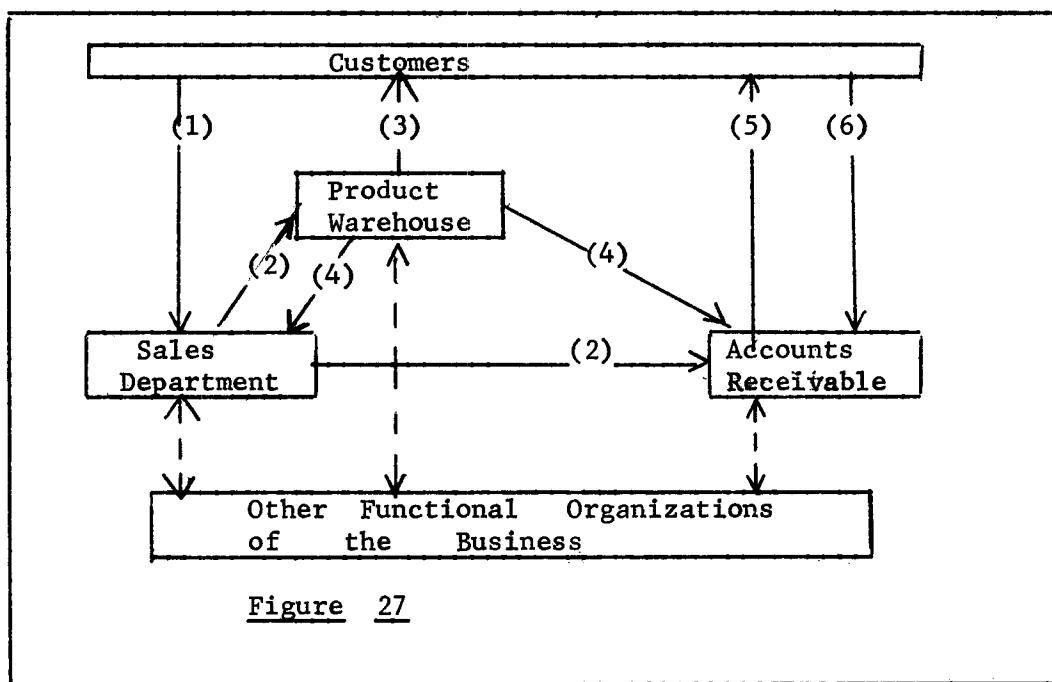 Customers
(1)
(3)
(5)
(6)
Product
Warehouse
(2)
(4)
(4)
Sales
Department
(2)
Accounts
Receivable
Other Functional Organizations
of the Business
Figure 27